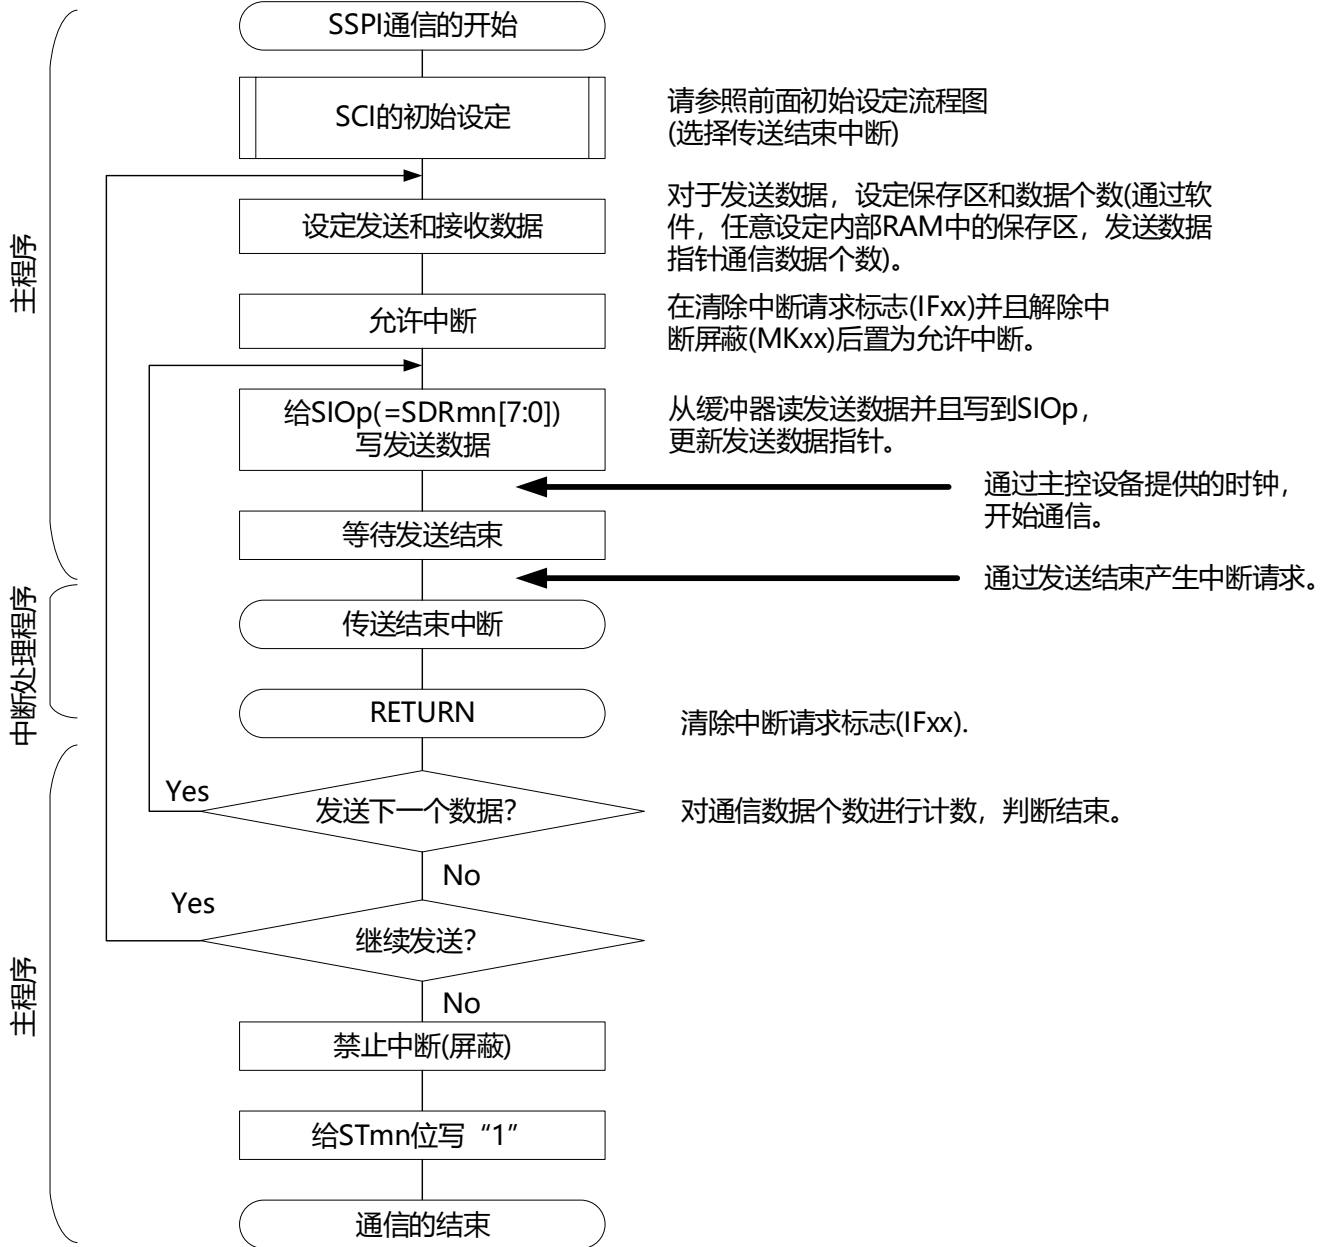 SSPI通信的开始
SCI的初始设定
请参照前面初始设定流程图
(选择传送结束中断)
设定发送和接收数据
对于发送数据，设定保存区和数据个数(通过软
件，任意设定内部RAM中的保存区，发送数据
指针通信数据个数)。
主程序
允许中断
在清除中断请求标志(IFxx)并且解除中
断屏蔽(MKxx)后置为允许中断。
给SIOp(=SDRmn[7:0])
写发送数据
从缓冲器读发送数据并且写到SIOp，
更新发送数据指针。
通过主控设备提供的时钟，
开始通信。
等待发送结束
通过发送结束产生中断请求。
中断处理程序
传送结束中断
RETURN
清除中断请求标志(IFxx).
Yes
发送下一个数据?
对通信数据个数进行计数，判断结束。
No
Yes
继续发送?
主程序
No
禁止中断(屏蔽)
给STmn位写“1”
通信的结束